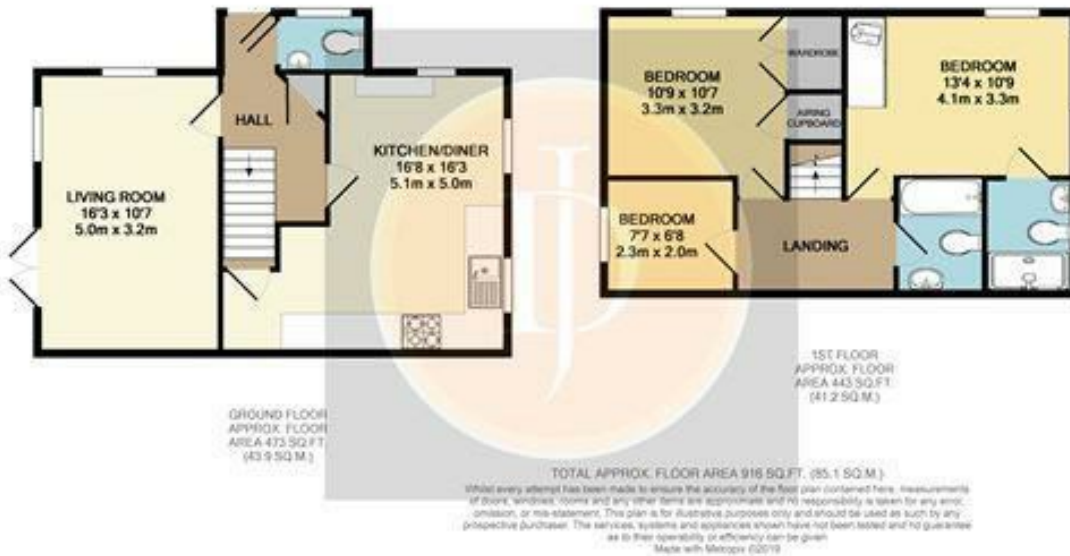 LIVING ROOM
16'3 x 10'7
5.0m x 3.2m
HALL
KITCHEN/DINER
16'8 x 16'3
5.1m x 5.0m
GROUND FLOOR
APPROX. FLOOR
AREA 473 SQ.FT.
(43.9 SQ.M.)
BEDROOM
10'9 x 10'7
3.3m x 3.2m
WARDROBE
AIRING
CUPBOARD
BEDROOM
13'4 x 10'9
4.1m x 3.3m
BEDROOM
7'7 x 6'8
2.3m x 2.0m
LANDING
1ST FLOOR
APPROX. FLOOR
AREA 443 SQ.FT.
(41.2 SQ.M.)
JD
TOTAL APPROX. FLOOR AREA 916 SQ.FT. (85.1 SQ.M.)
Whilst every attempt has been made to ensure the accuracy of the floor plan contained here, measurements
of doors, windows, rooms and any other items are approximate and no responsibility is taken for any error,
omission, or mis-statement. This plan is for illustrative purposes only and should be used as such by any
prospective purchaser. The services, systems and appliances shown have not been tested and no guarantee
as to their operability or efficiency can be given
Made with Metropix ©2019